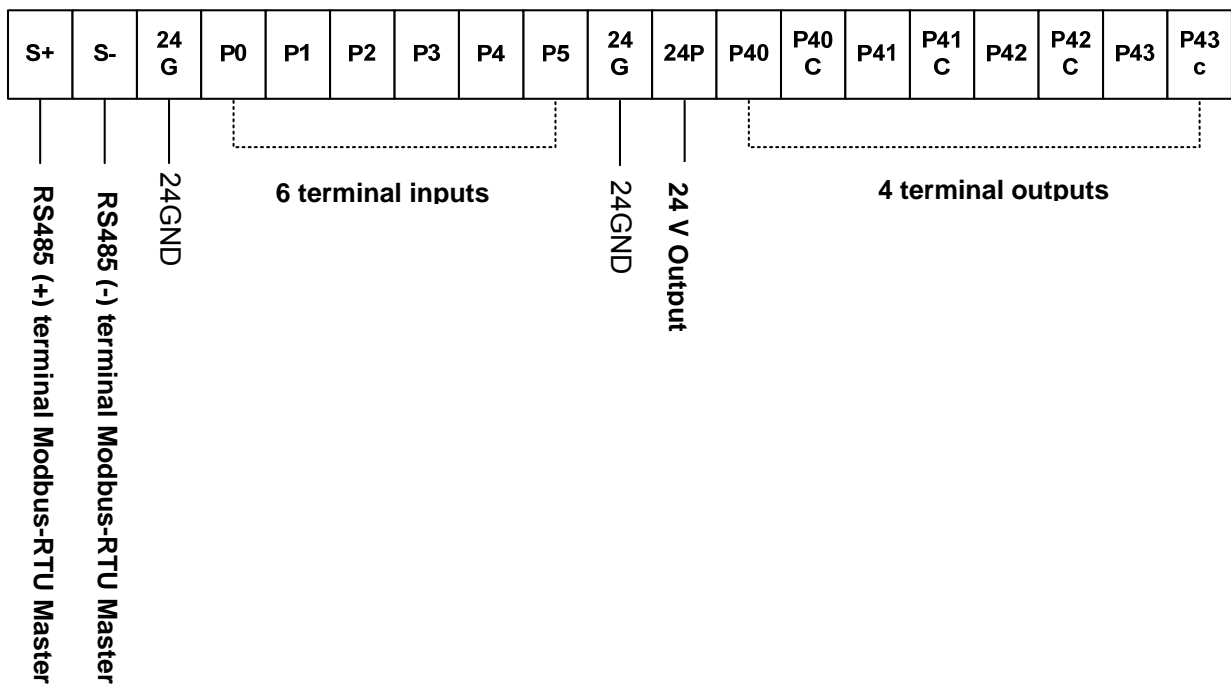 S+ S- 24 G P0 P1 P2 P3 P4 P5 24 G 24P P40 P40 C P41 P41 C P42 P42 C P43 P43 c
RS485 (+) terminal Modbus-RTU Master
RS485 (-) terminal Modbus-RTU Master
24GND
6 terminal inputs
24GND
24 V Output
4 terminal outputs